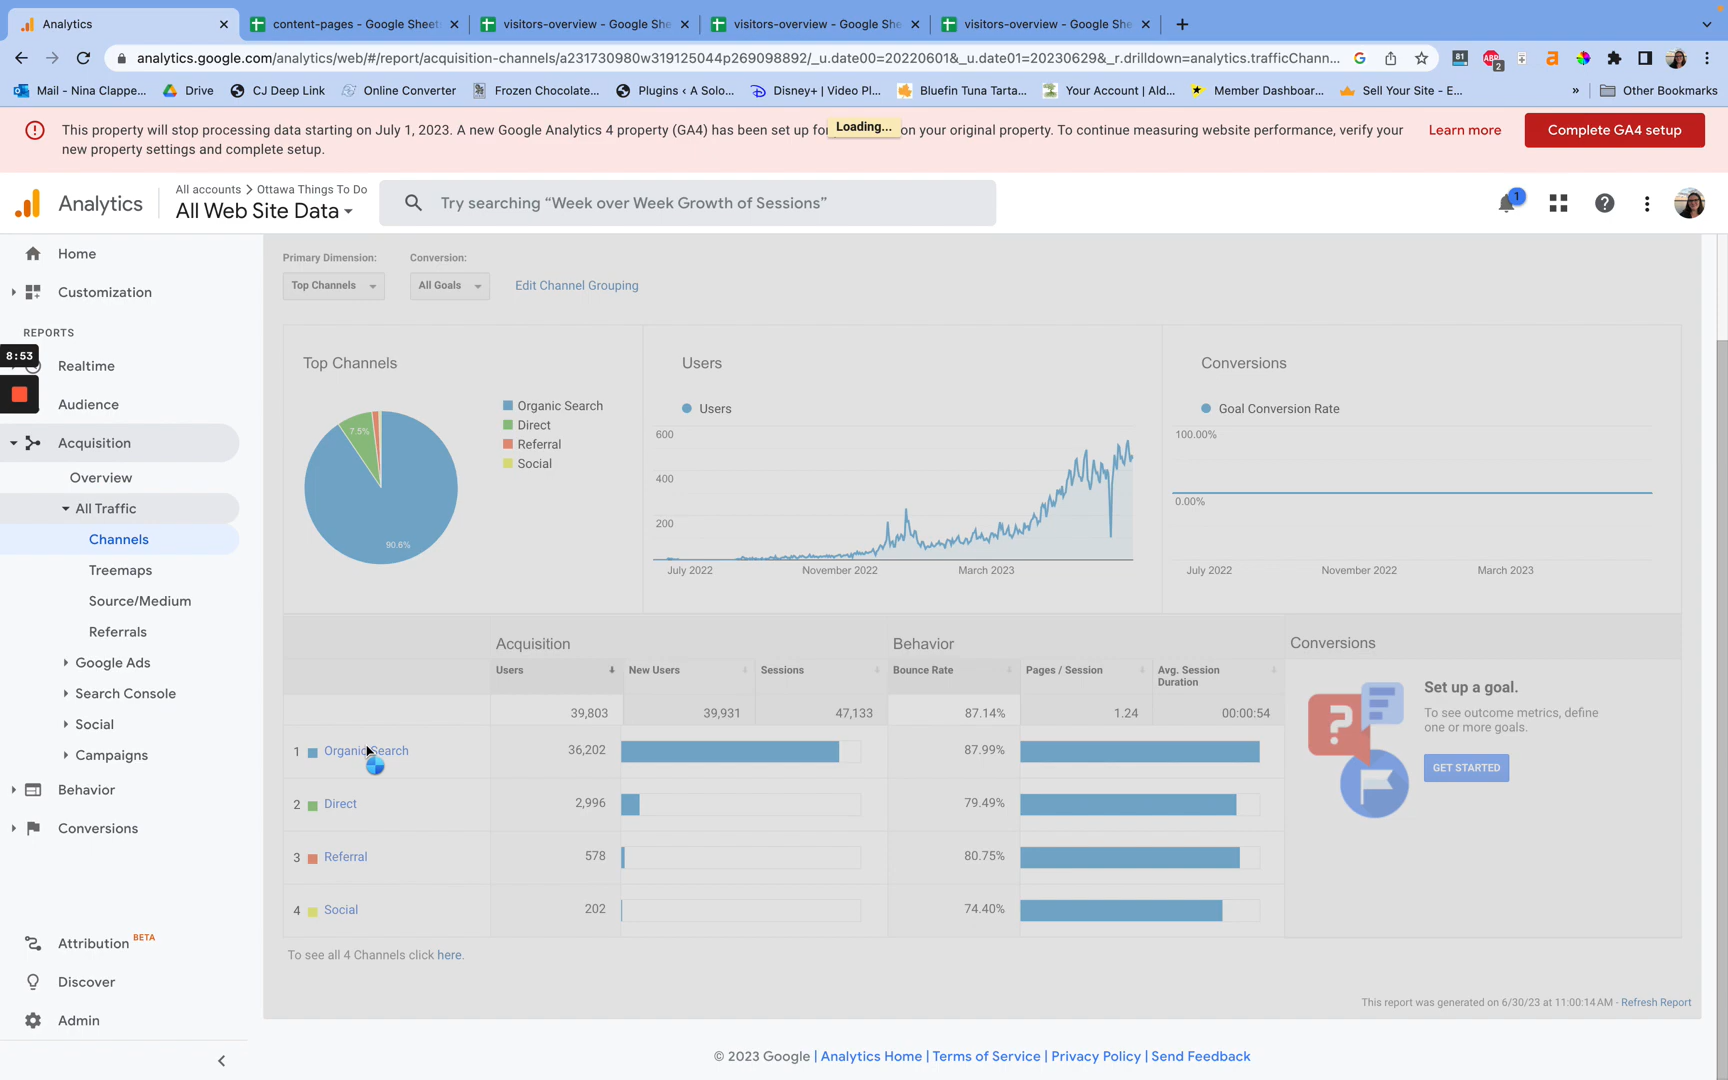 Analytics
content-pages - Google Sheet
visitors-overview - Google She
visitors-overview - Google She
visitors-overview - Google She
analytics.google.com/analytics/web/#/report/acquisition-channels/a231730980w319125044p269098892/_u.date00=20220601&_u.date01=20230629&_r.drilldown=analytics.trafficChann...
81
ABP
2
a
Mail - Nina Clappe...
Drive
CJ Deep Link
Online Converter
Frozen Chocolate...
Plugins ‹ A Solo...
Disney+ | Video Pl...
Bluefin Tuna Tarta...
Your Account | Ald...
Member Dashboar...
Sell Your Site - E...
»
Other Bookmarks
This property will stop processing data starting on July 1, 2023. A new Google Analytics 4 property (GA4) has been set up for
Loading...
on your original property. To continue measuring website performance, verify your
new property settings and complete setup.
Learn more
Complete GA4 setup
Analytics
All accounts > Ottawa Things To Do
All Web Site Data
Try searching “Week over Week Growth of Sessions”
1
Home
Customization
REPORTS
8:53
Realtime
Audience
Acquisition
Overview
All Traffic
Channels
Treemaps
Source/Medium
Referrals
Google Ads
Search Console
Social
Campaigns
Behavior
Conversions
Attribution BETA
Discover
Admin
Primary Dimension:
Conversion:
Top Channels
All Goals
Edit Channel Grouping
Top Channels
7.5%
90.6%
Organic Search
Direct
Referral
Social
Users
Users
600
400
200
July 2022
November 2022
March 2023
Conversions
Goal Conversion Rate
100.00%
0.00%
July 2022
November 2022
March 2023
Acquisition
Behavior
Conversions
Users
New Users
Sessions
Bounce Rate
Pages / Session
Avg. Session
Duration
39,803
39,931
47,133
87.14%
1.24
00:00:54
1 Organic Search 36,202 87.99%
2 Direct 2,996 79.49%
3 Referral 578 80.75%
4 Social 202 74.40%
Set up a goal.
To see outcome metrics, define
one or more goals.
GET STARTED
To see all 4 Channels click here.
This report was generated on 6/30/23 at 11:00:14 AM - Refresh Report
© 2023 Google | Analytics Home | Terms of Service | Privacy Policy | Send Feedback